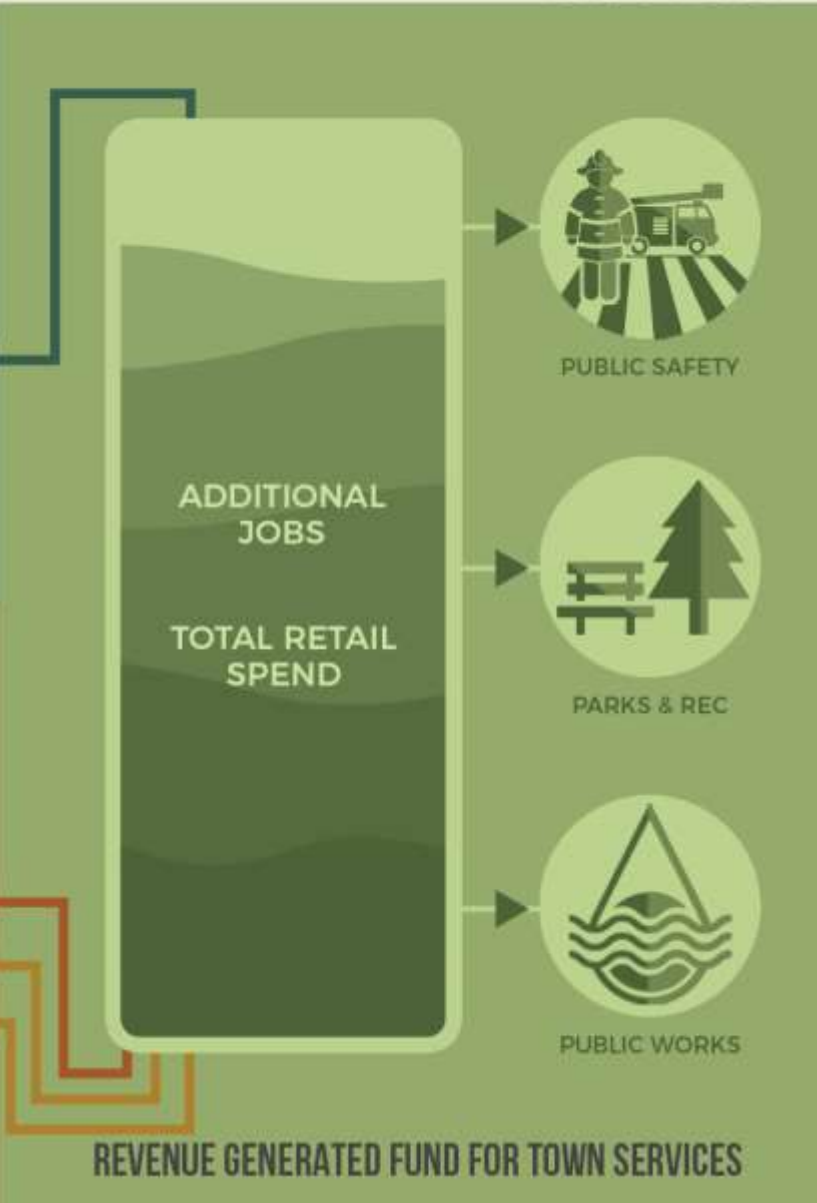 PUBLIC SAFETY
ADDITIONAL
JOBS
TOTAL RETAIL
SPEND
PARKS & REC
PUBLIC WORKS
REVENUE GENERATED FUND FOR TOWN SERVICES